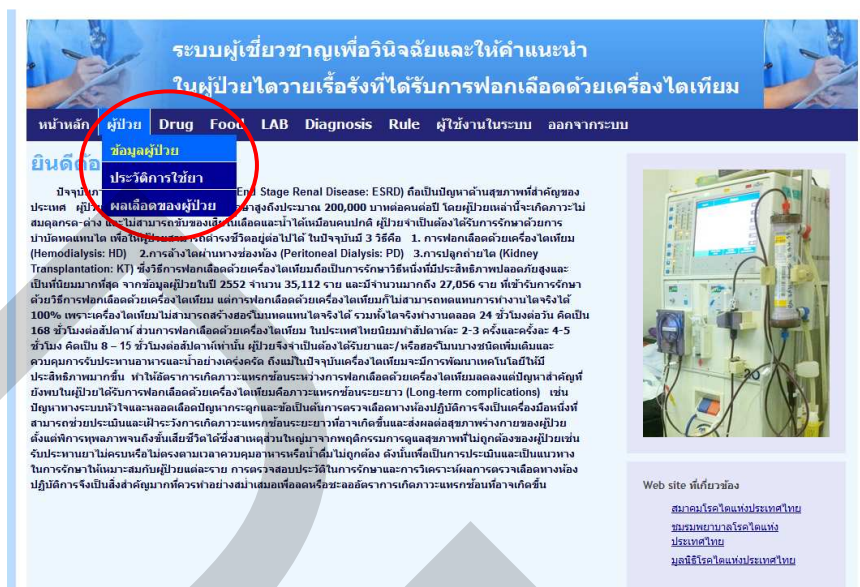 ระบบผู้เชี่ยวชาญเพื่อวินิจฉัยและให้คำแนะนำ
ในผู้ป่วยไตวายเรื้อรังที่ได้รับการฟอกเลือดด้วยเครื่องไตเทียม
หน้าหลัก ผู้ป่วย Drug Food LAB Diagnosis Rule ผู้ใช้งานในระบบ ออกจากระบบ
ข้อมูลผู้ป่วย
ประวัติการใช้ยา
ผลเลือดของผู้ป่วย
ยินดีต้อ
ปัจจุบันภา End Stage Renal Disease: ESRD) ถือเป็นปัญหาด้านสุขภาพที่สำคัญของ
ประเทศ ผู้ป่ว สูงถึงประมาณ 200,000 บาทต่อคนต่อปี โดยผู้ป่วยเหล่านี้จะเกิดภาวะไม่
สมดุลกรด-ด่าง และไม่สามารถขับของเสียในเลือดและน้ำได้เหมือนคนปกติ ผู้ป่วยจำเป็นต้องได้รับการรักษาด้วยการ
บำบัดทดแทนไต เพื่อให้ผู้ป่วยสามารถดำรงชีวิตอยู่ต่อไปได้ ในปัจจุบันมี 3 วิธีคือ 1. การฟอกเลือดด้วยเครื่องไตเทียม
(Hemodialysis: HD) 2.การล้างไตผ่านทางช่องท้อง (Peritoneal Dialysis: PD) 3.การปลูกถ่ายไต (Kidney
Transplantation: KT) ซึ่งวิธีการฟอกเลือดด้วยเครื่องไตเทียมถือเป็นการรักษาวิธีหนึ่งที่มีประสิทธิภาพปลอดภัยสูงและ
เป็นที่นิยมมากที่สุด จากข้อมูลผู้ป่วยในปี 2552 จำนวน 35,112 ราย และมีจำนวนมากถึง 27,056 ราย ที่เข้ารับการรักษา
ด้วยวิธีการฟอกเลือดด้วยเครื่องไตเทียม แต่การฟอกเลือดด้วยเครื่องไตเทียมก็ไม่สามารถทดแทนการทำงานไตจริงได้
100% เพราะเครื่องไตเทียมไม่สามารถสร้างฮอร์โมนทดแทนไตจริงได้ รวมทั้งไตจริงทำงานตลอด 24 ชั่วโมงต่อวัน คิดเป็น
168 ชั่วโมงต่อสัปดาห์ ส่วนการฟอกเลือดด้วยเครื่องไตเทียม ในประเทศไทยนิยมทำสัปดาห์ละ 2-3 ครั้งและครั้งละ 4-5
ชั่วโมง คิดเป็น 8 – 15 ชั่วโมงต่อสัปดาห์เท่านั้น ผู้ป่วยจึงจำเป็นต้องได้รับยาและ/หรือฮอร์โมนบางชนิดเพิ่มเติมและ
ควบคุมการรับประทานอาหารและน้ำอย่างเคร่งครัด ถึงแม้ในปัจจุบันเครื่องไตเทียมจะมีการพัฒนาเทคโนโลยีให้มี
ประสิทธิภาพมากขึ้น ทำให้อัตราการเกิดภาวะแทรกซ้อนระหว่างการฟอกเลือดด้วยเครื่องไตเทียมลดลงแต่ปัญหาสำคัญที่
ยังพบในผู้ป่วยได้รับการฟอกเลือดด้วยเครื่องไตเทียมคือภาวะแทรกซ้อนระยะยาว (Long-term complications) เช่น
ปัญหาทางระบบหัวใจและหลอดเลือดปัญหากระดูกและข้อเป็นต้นการตรวจเลือดทางห้องปฏิบัติการจึงเป็นเครื่องมือหนึ่งที่
สามารถช่วยประเมินและเฝ้าระวังการเกิดภาวะแทรกซ้อนระยะยาวที่อาจเกิดขึ้นและส่งผลต่อสุขภาพร่างกายของผู้ป่วย
ตั้งแต่พิการทุพลภาพจนถึงขั้นเสียชีวิตได้ซึ่งสาเหตุส่วนใหญ่มาจากพฤติกรรมการดูแลสุขภาพที่ไม่ถูกต้องของผู้ป่วยเช่น
รับประทานยาไม่ครบหรือไม่ตรงตามเวลาควบคุมอาหารหรือน้ำดื่มไม่ถูกต้อง ดังนั้นเพื่อเป็นการประเมินและเป็นแนวทาง
ในการรักษาให้เหมาะสมกับผู้ป่วยแต่ละราย การตรวจสอบประวัติในการรักษาและการวิเคราะห์ผลการตรวจเลือดทางห้อง
ปฏิบัติการจึงเป็นสิ่งสำคัญมากที่ควรทำอย่างสม่ำเสมอเพื่อลดหรือชะลออัตราการเกิดภาวะแทรกซ้อนที่อาจเกิดขึ้น
Web site ที่เกี่ยวข้อง
สมาคมโรคไตแห่งประเทศไทย
ชมรมพยาบาลโรคไตแห่ง
ประเทศไทย
มูลนิธิโรคไตแห่งประเทศไทย